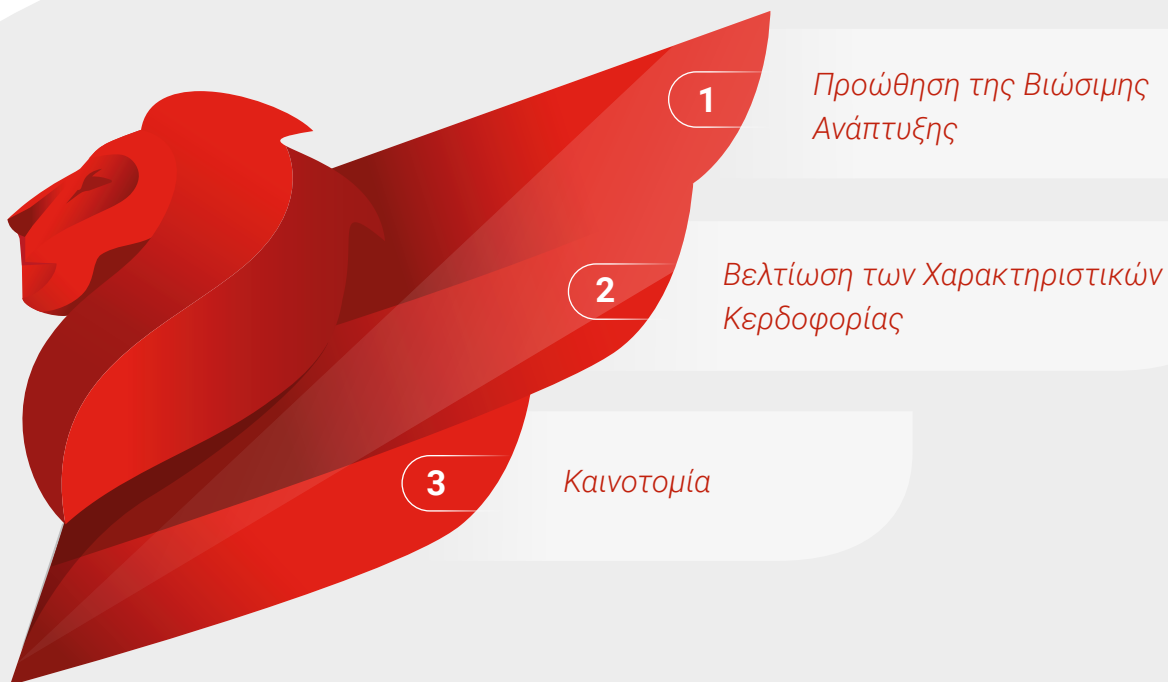 1
Προώθηση της Βιώσιμης
Ανάπτυξης
2
Βελτίωση των Χαρακτηριστικών
Κερδοφορίας
3
Καινοτομία